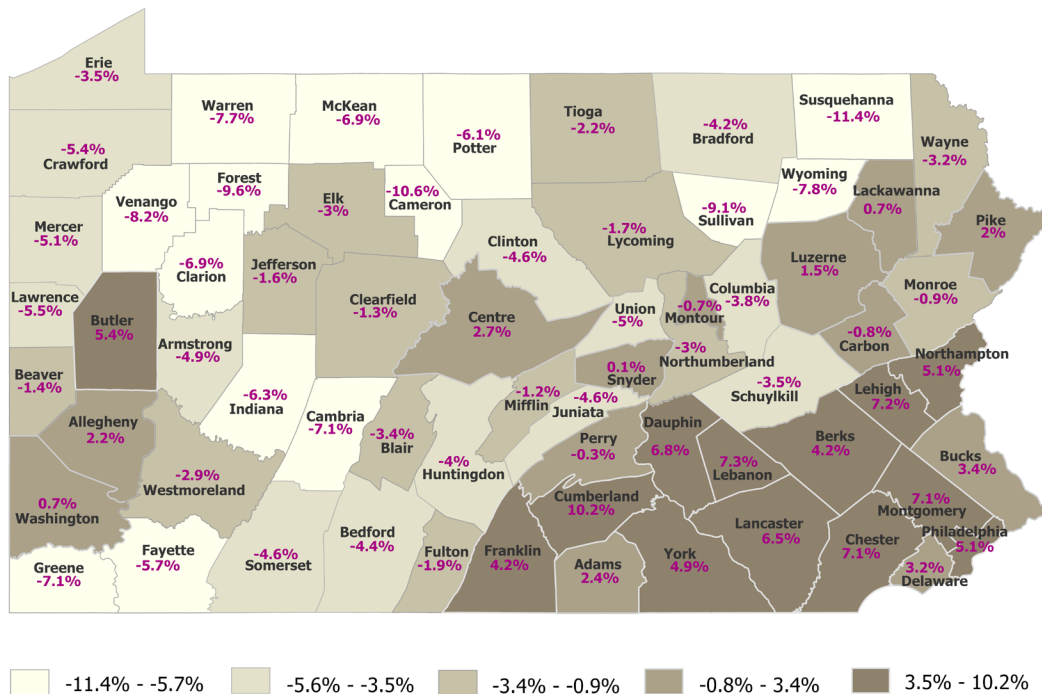 Erie
-3.5%
Warren
-7.7%
McKean
-6.9%
-6.1%
Potter
Tioga
-2.2%
-4.2%
Bradford
Susquehanna
-11.4%
Wayne
-3.2%
-5.4%
Crawford
Forest
-9.6%
Venango
-8.2%
Elk
-3%
-10.6%
Cameron
-9.1%
Sullivan
Wyoming
-7.8%
Lackawanna
0.7%
Pike
2%
Mercer
-5.1%
-6.9%
Clarion
Jefferson
-1.6%
Clinton
-4.6%
-1.7%
Lycoming
Luzerne
1.5%
Monroe
-0.9%
Lawrence
-5.5%
Butler
5.4%
Clearfield
-1.3%
Centre
2.7%
Union
-5%
-0.7%
Montour
Columbia
-3.8%
-0.8%
Carbon
Armstrong
-4.9%
-3%
Northumberland
Northampton
5.1%
Beaver
-1.4%
0.1%
Snyder
-1.2%
Mifflin
-4.6%
Juniata
-3.5%
Schuylkill
Lehigh
7.2%
-6.3%
Indiana
Cambria
-7.1%
Allegheny
2.2%
-3.4%
Blair
Perry
-0.3%
Dauphin
6.8%
Berks
4.2%
Bucks
3.4%
-2.9%
Westmoreland
-4%
Huntingdon
7.3%
Lebanon
0.7%
Washington
Cumberland
10.2%
7.1%
Montgomery
Lancaster
6.5%
Philadelphia
5.1%
Fayette
-5.7%
-4.6%
Somerset
Bedford
-4.4%
Fulton
-1.9%
Franklin
4.2%
Adams
2.4%
York
4.9%
Chester
7.1%
3.2%
Delaware
Greene
-7.1%
-11.4% - -5.7%
-5.6% - -3.5%
-3.4% - -0.9%
-0.8% - 3.4%
3.5% - 10.2%